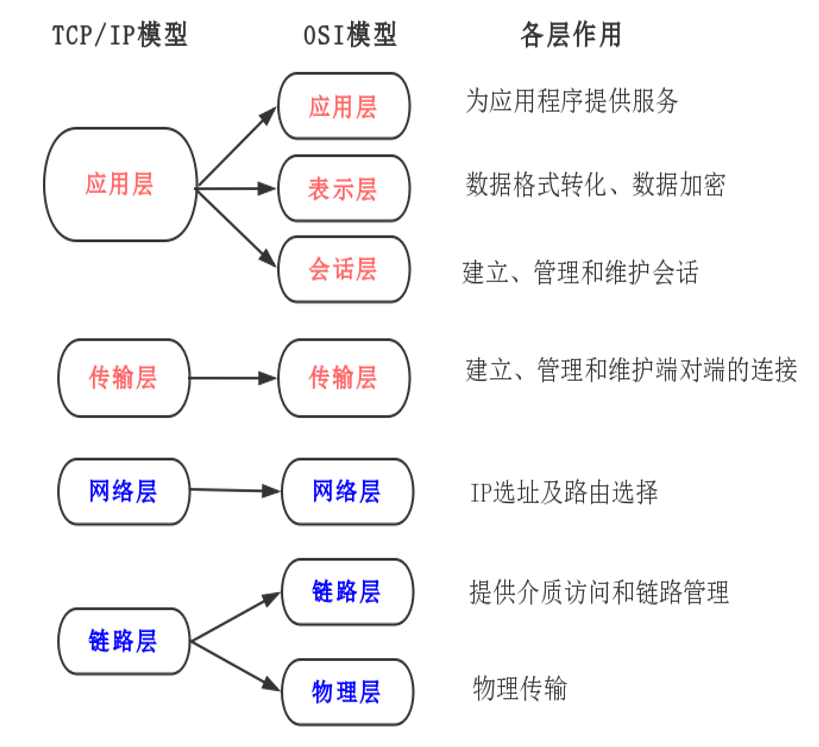 TCP/IP模型 OSI模型 各层作用
应用层 为应用程序提供服务
应用层 表示层 数据格式转化、数据加密
会话层 建立、管理和维护会话
传输层 传输层 建立、管理和维护端对端的连接
网络层 网络层 IP选址及路由选择
链路层 提供介质访问和链路管理
链路层
物理层 物理传输